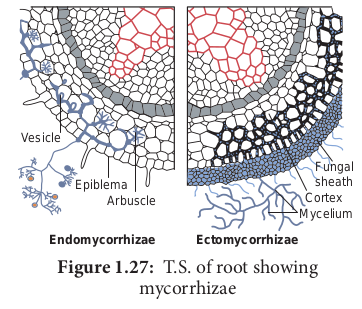 Vesicle
Epiblema
Arbuscle
Fungal
sheath
Cortex
Mycelium
Endomycorrhizae
Ectomycorrhizae
Figure 1.27: T.S. of root showing
mycorrhizae